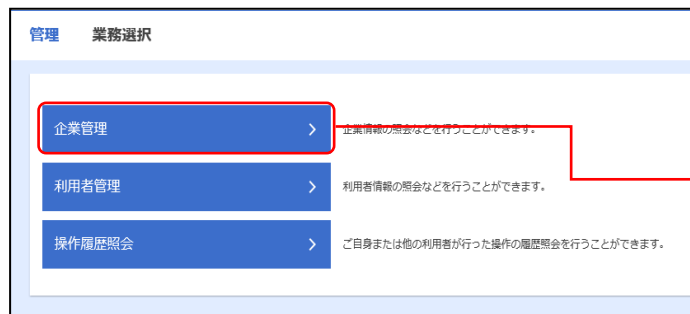 管理 業務選択
企業管理
企業情報の照会などを行うことができます。
利用者管理
利用者情報の照会などを行うことができます。
操作履歴照会
ご自身または他の利用者が行った操作の履歴照会を行うことができます。